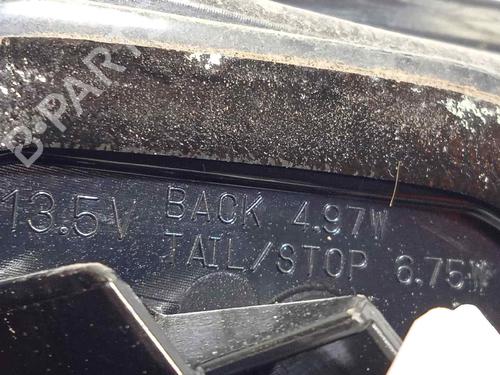 B-PARTS
13.5V BACK 4.97W
TAIL/STOP 6.75W